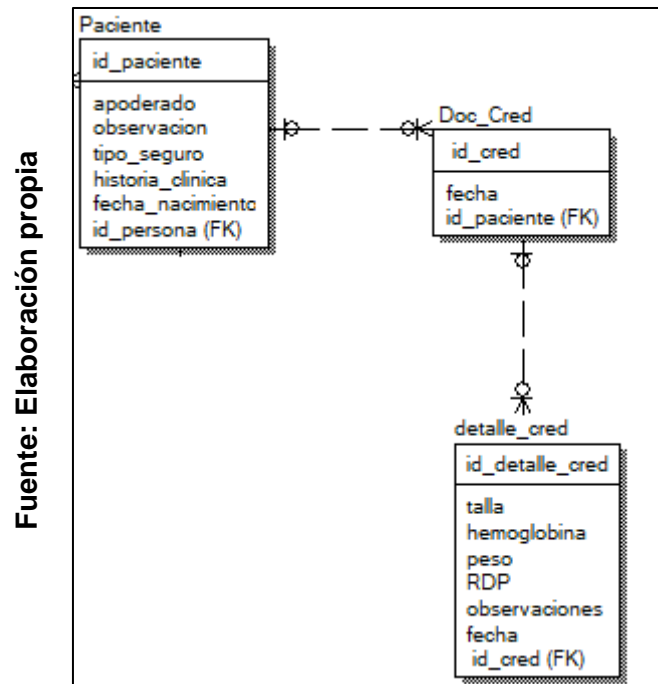 Fuente: Elaboración propia
Paciente
id_paciente
apoderado
observacion
tipo_seguro
historia_clinica
fecha_nacimiento
id_persona (FK)
Doc_Cred
id_cred
fecha
id_paciente (FK)
detalle_cred
id_detalle_cred
talla
hemoglobina
peso
RDP
observaciones
fecha
id_cred (FK)